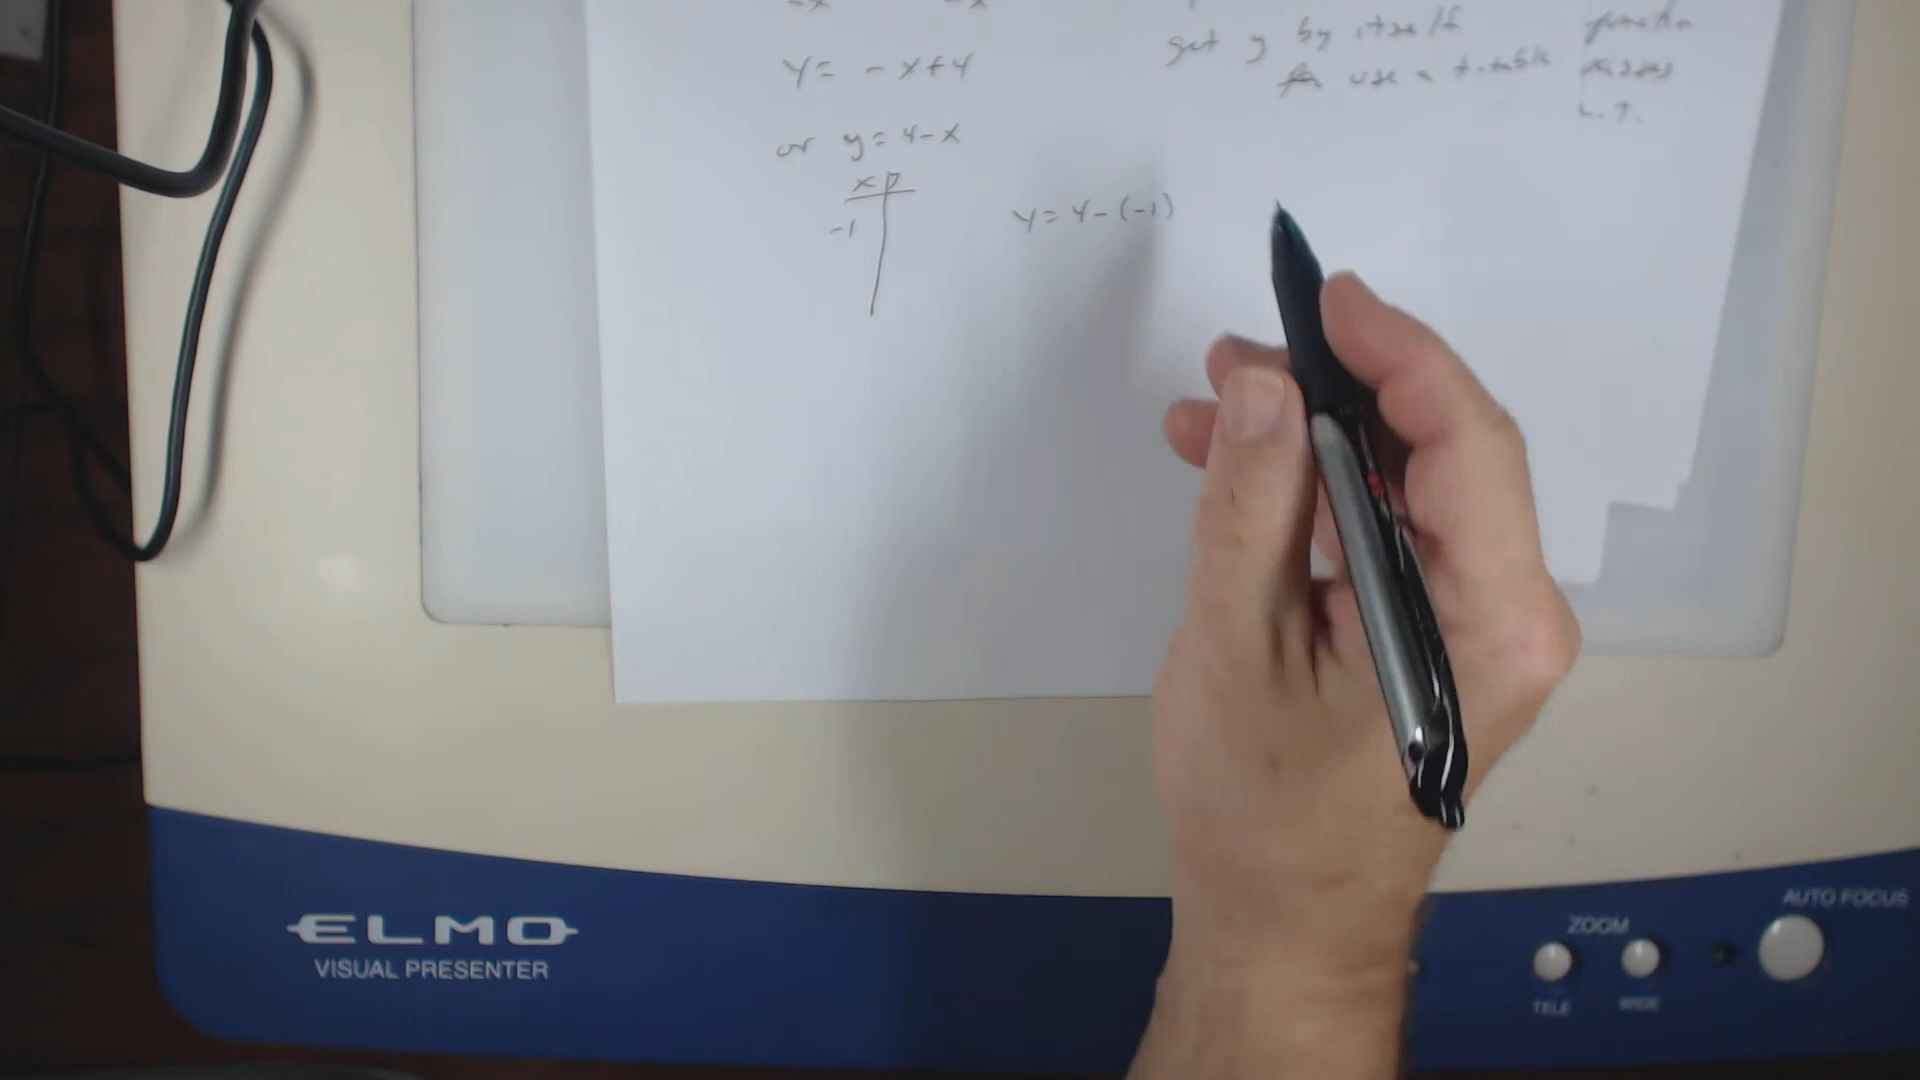 -x -x
y = -x+4
or y = 4-x
x y
-1
y = 4-(-1)
get y by itself
use a t-table
ELMO
VISUAL PRESENTER
ZOOM
TELE
WIDE
AUTO FOCUS